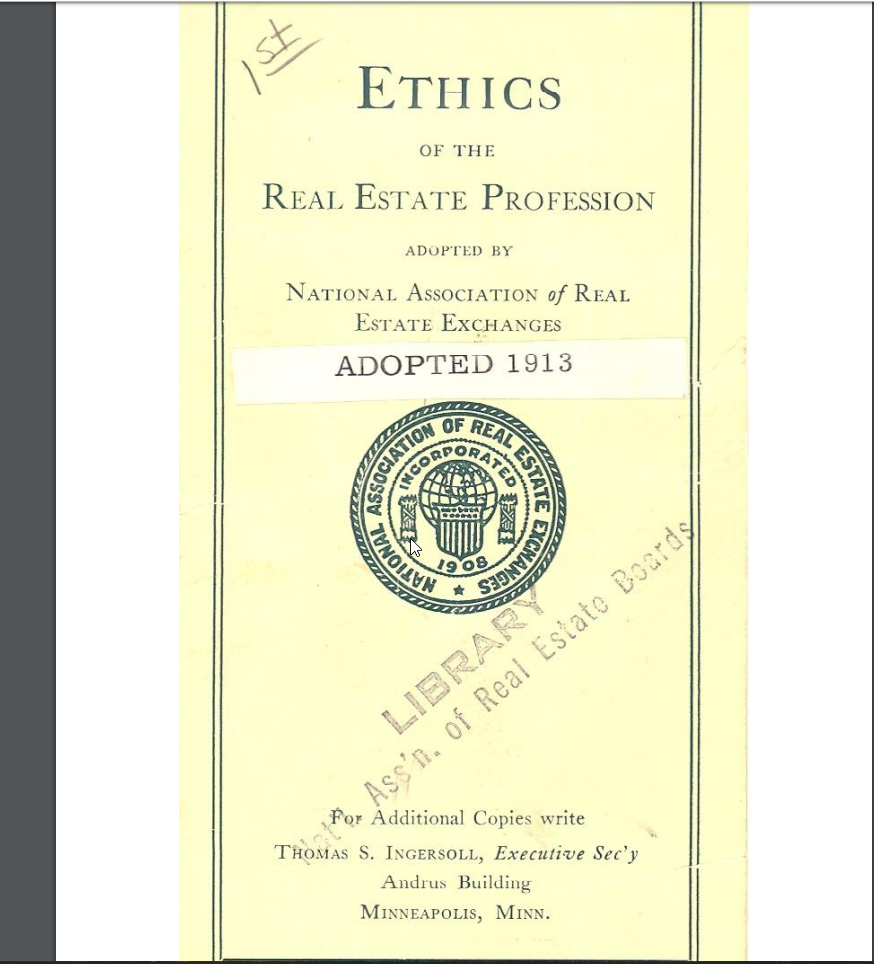 1st
ETHICS
OF THE
REAL ESTATE PROFESSION
ADOPTED BY
NATIONAL ASSOCIATION of REAL
ESTATE EXCHANGES
ADOPTED 1913
NATIONAL ASSOCIATION OF REAL ESTATE EXCHANGES
INCORPORATED
1908
LIBRARY
Nat'l. Ass'n. of Real Estate Boards
For Additional Copies write
THOMAS S. INGERSOLL, Executive Sec'y
Andrus Building
MINNEAPOLIS, MINN.